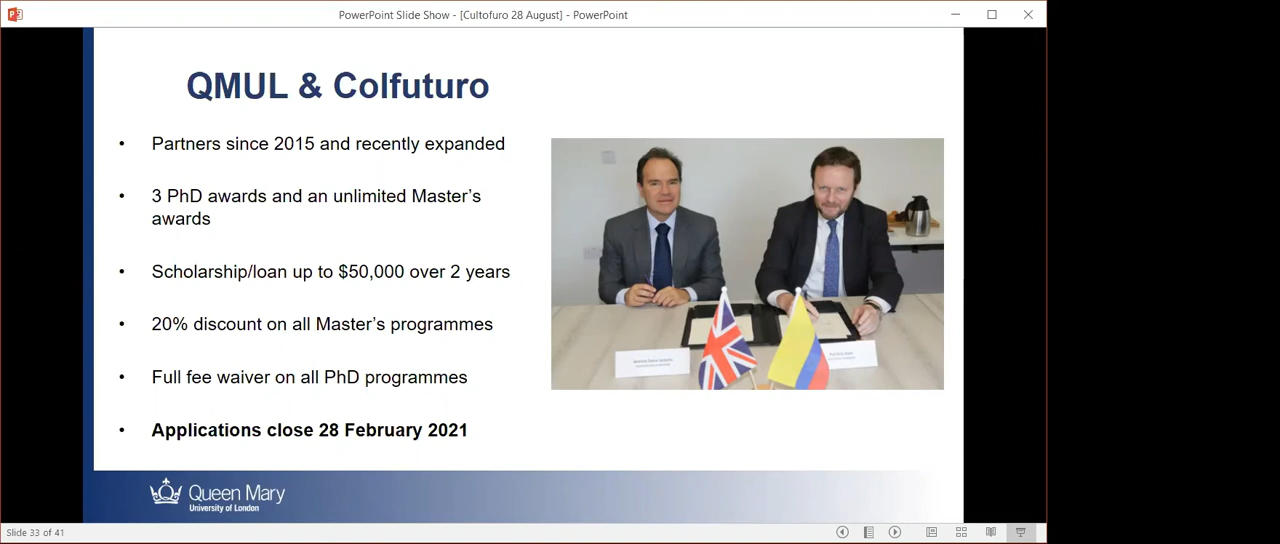 PowerPoint Slide Show - [Cultofuro 28 August] - PowerPoint
QMUL & Colfuturo
• Partners since 2015 and recently expanded
• 3 PhD awards and an unlimited Master's
awards
• Scholarship/loan up to $50,000 over 2 years
• 20% discount on all Master's programmes
• Full fee waiver on all PhD programmes
• Applications close 28 February 2021
Queen Mary
University of London
Slide 33 of 41